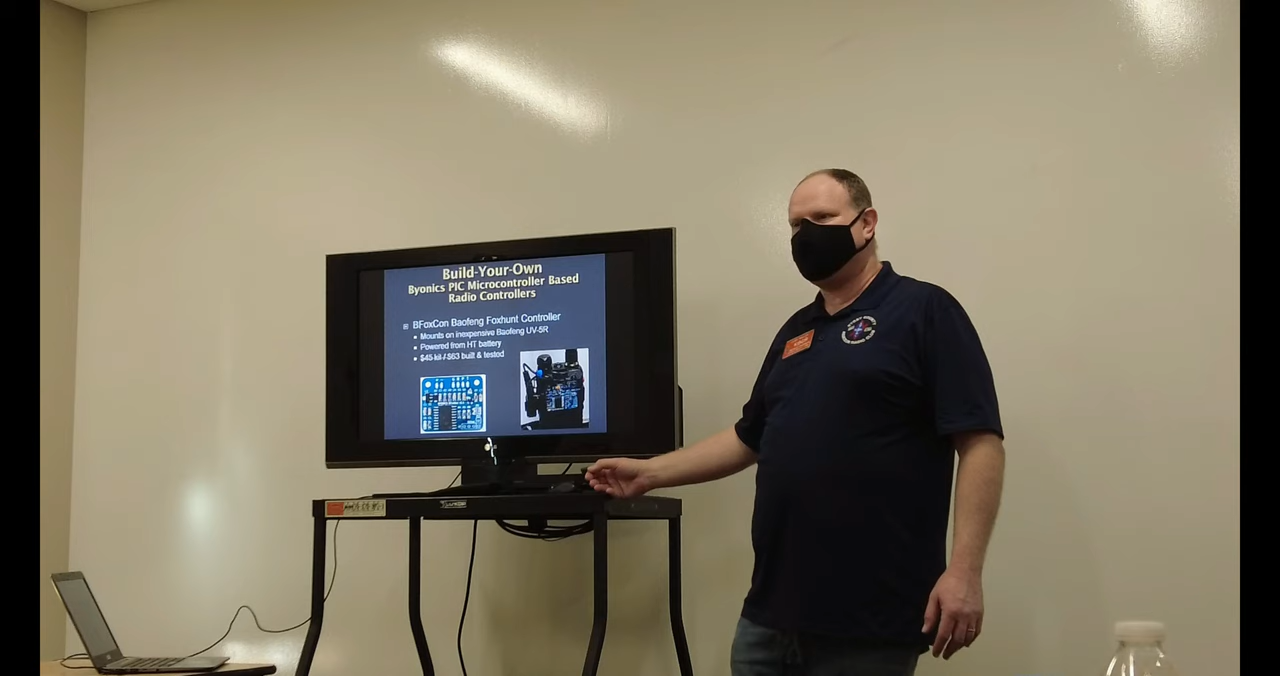 Build-Your-Own
Byonics PIC Microcontroller Based
Radio Controllers
BFoxCon Baofeng Foxhunt Controller
Mounts on inexpensive Baofeng UV-5R
Powered from HT battery
$45 kit / $63 built & tested